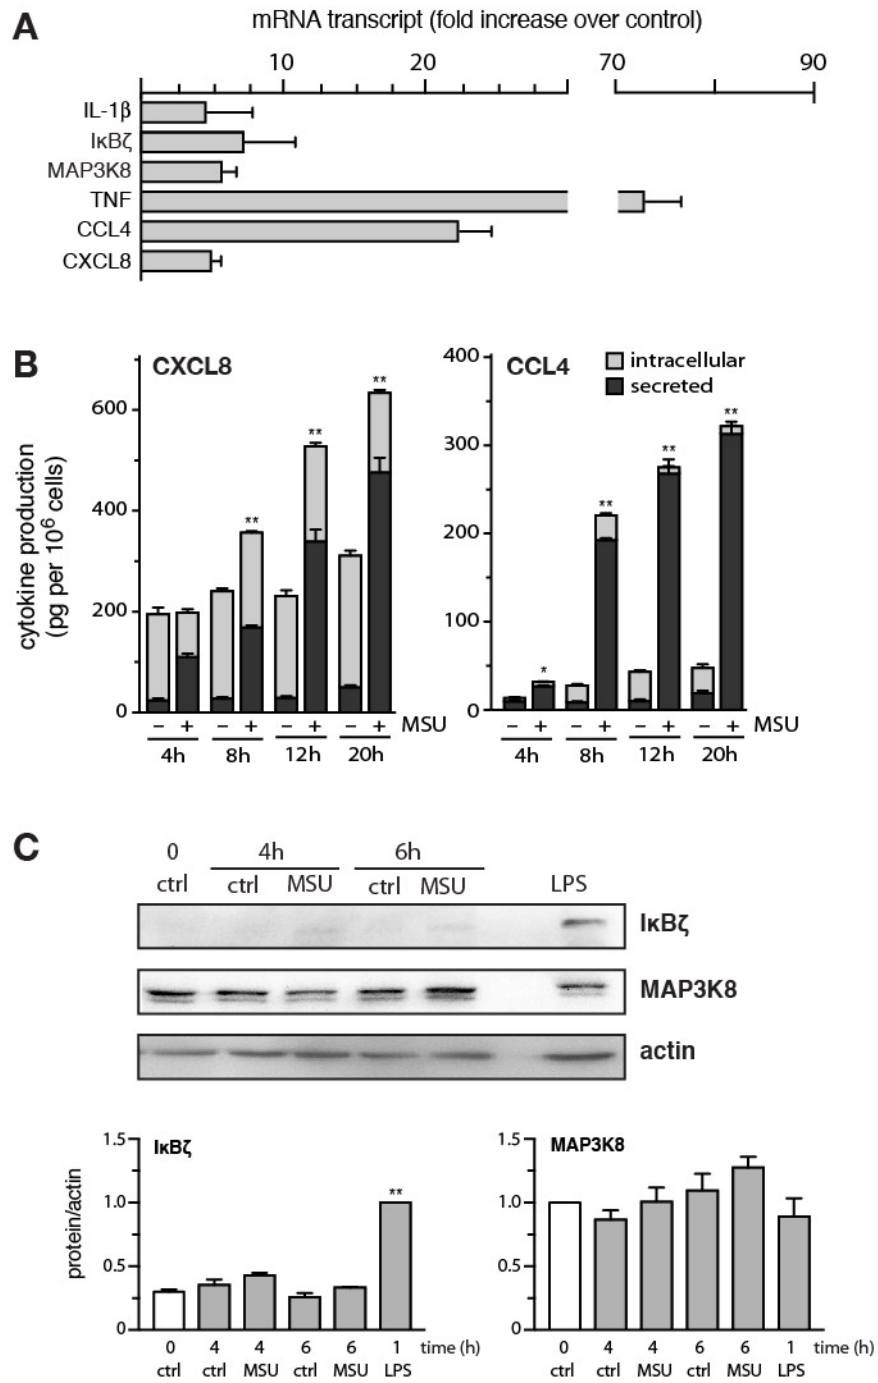 A
mRNA transcript (fold increase over control)
10 20 70 90
IL-1β
IκBζ
MAP3K8
TNF
CCL4
CXCL8
B
CXCL8
CCL4
intracellular
secreted
cytokine production
(pg per 10⁶ cells)
600
400
200
0
400
300
200
100
0
** ** **
* ** ** **
– + – + – + – + MSU
4h 8h 12h 20h
– + – + – + – + MSU
4h 8h 12h 20h
C
0 4h 6h
ctrl ctrl MSU ctrl MSU LPS
IκBζ
MAP3K8
actin
IκBζ
protein/actin
1.5
1.0
0.5
0
**
0 4 4 6 6 1 time (h)
ctrl ctrl MSU ctrl MSU LPS
MAP3K8
1.5
1.0
0.5
0
0 4 4 6 6 1 time (h)
ctrl ctrl MSU ctrl MSU LPS